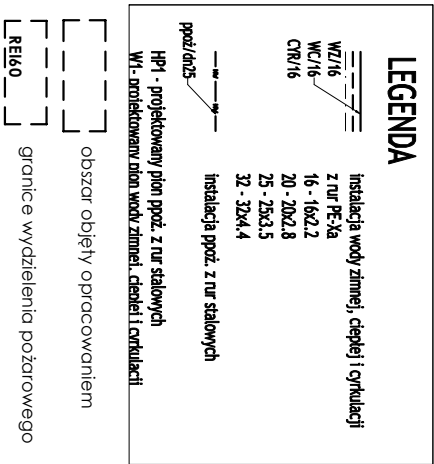 LEGENDA
WZ/16
WC/16
CYR/16
instalacja wody zimnej, ciepłej i cyrkulacji
z rur PE-Xa
16 - 16x2.2
20 - 20x2.8
25 - 25x3.5
32 - 32x4.4
ppoż/dn25
instalacja ppoż. z rur stalowych
HP1 - projektowany pion ppoż. z rur stalowych
W1- projektowany pion wody zimnej, ciepłej i cyrkulacji
obszar objęty opracowaniem
REI60
granice wydzielenia pożarowego